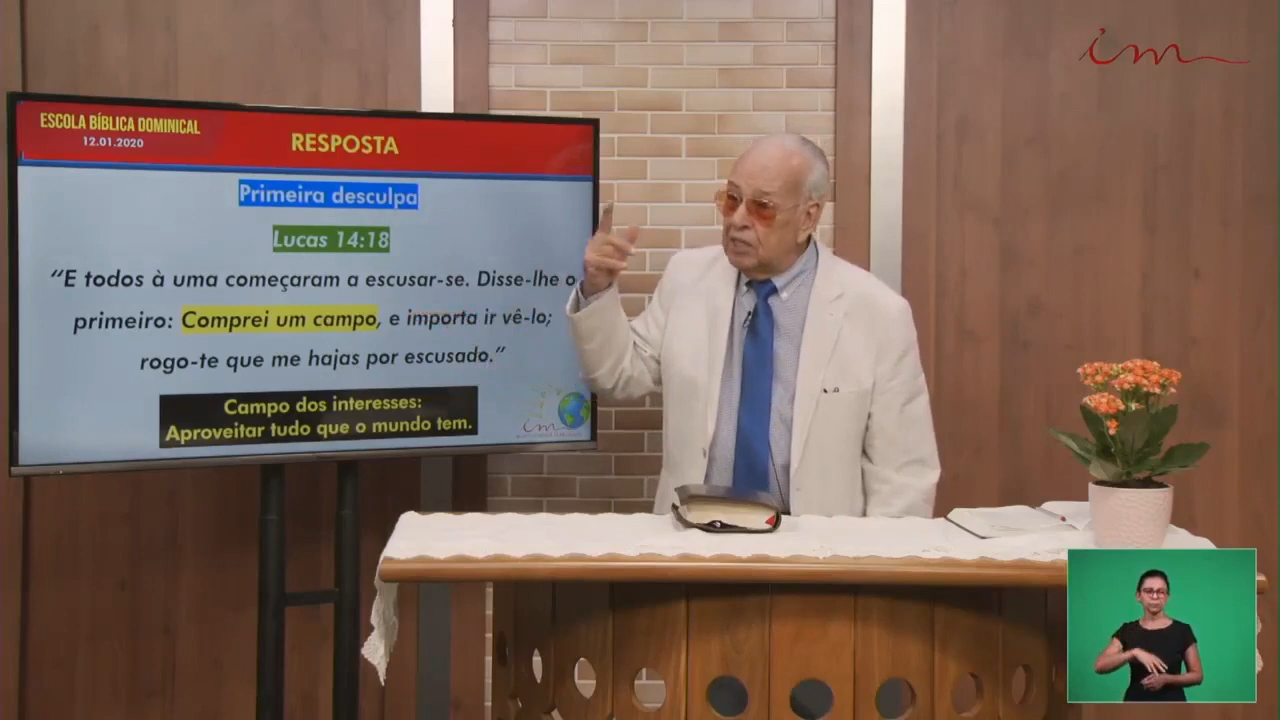 im
ESCOLA BÍBLICA DOMINICAL
12.01.2020
RESPOSTA
Primeira desculpa
Lucas 14:18
“E todos à uma começaram a escusar-se. Disse-lhe o
primeiro: Comprei um campo, e importa ir vê-lo;
rogo-te que me hajas por escusado.”
Campo dos interesses:
Aproveitar tudo que o mundo tem.
im